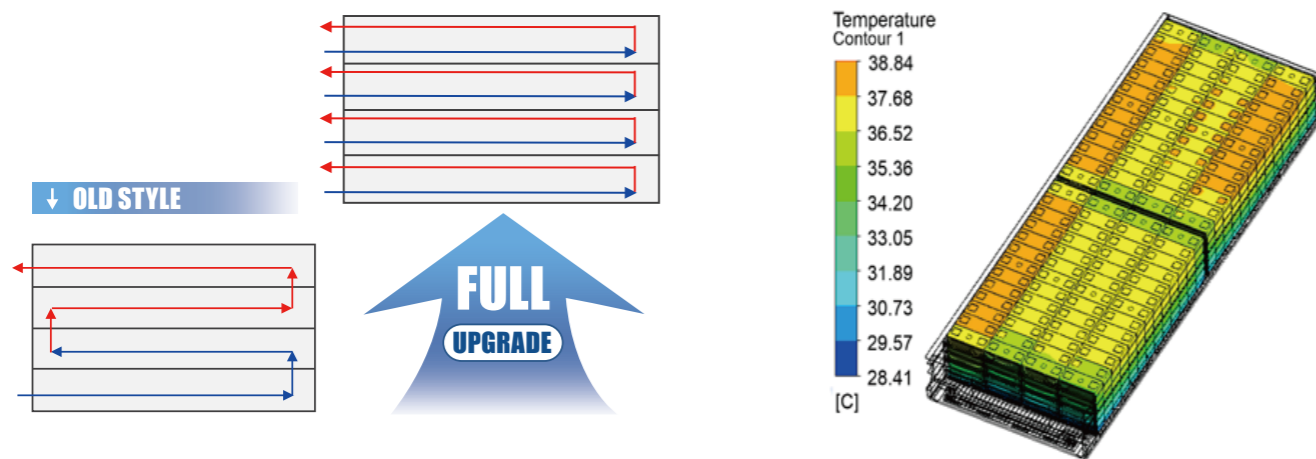 ↓ OLD STYLE
FULL
UPGRADE
Temperature
Contour 1
38.84
37.68
36.52
35.36
34.20
33.05
31.89
30.73
29.57
28.41
[C]